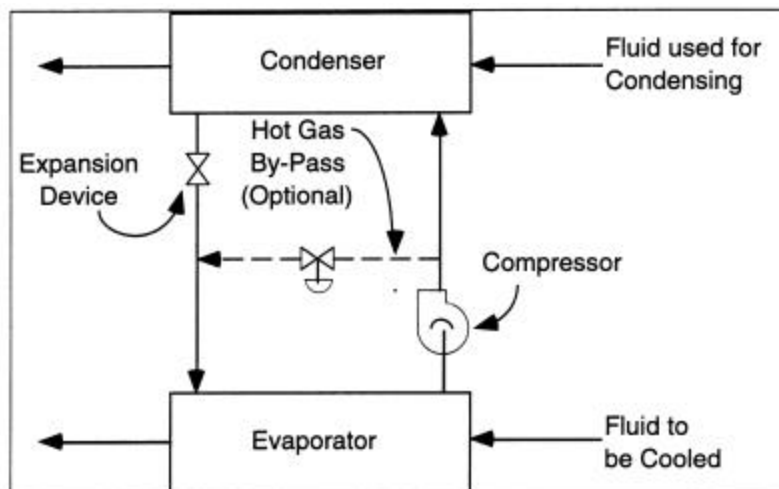 Condenser
Fluid used for
Condensing
Hot Gas
By-Pass
(Optional)
Expansion
Device
Compressor
Evaporator
Fluid to
be Cooled